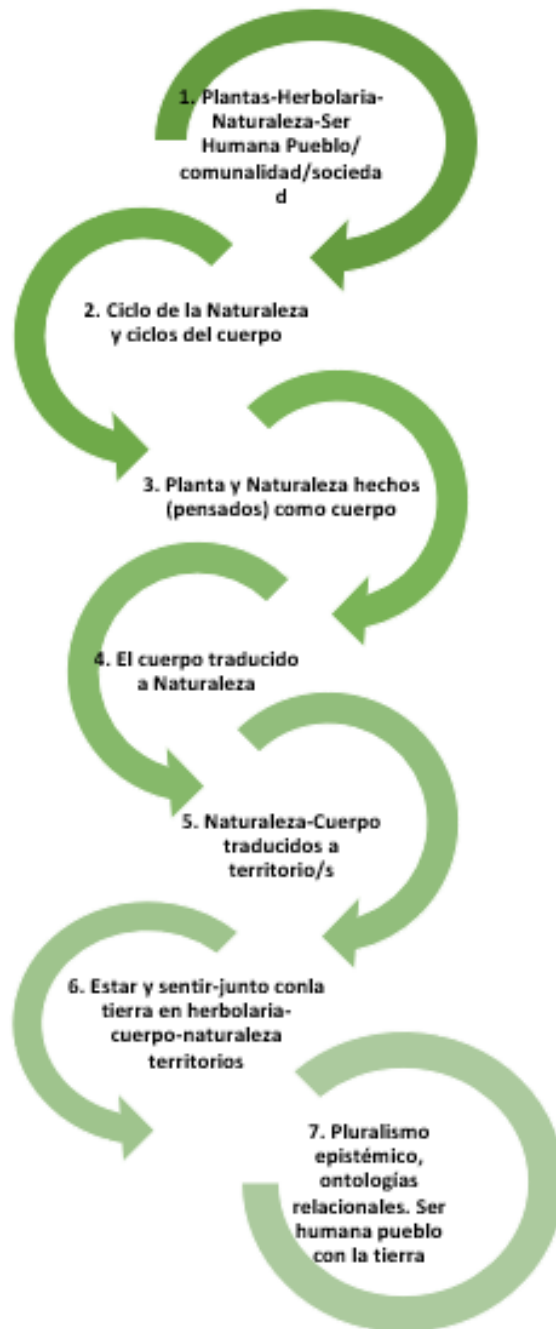 1. Plantas-Herbolaria-
Naturaleza-Ser
Humana Pueblo/
comunalidad/socieda
d
2. Ciclo de la Naturaleza
y ciclos del cuerpo
3. Planta y Naturaleza hechos
(pensados) como cuerpo
4. El cuerpo traducido
a Naturaleza
5. Naturaleza-Cuerpo
traducidos a
territorio/s
6. Estar y sentir-junto conla
tierra en herbolaria-
cuerpo-naturaleza
territorios
7. Pluralismo
epistémico,
ontologías
relacionales. Ser
humana pueblo
con la tierra